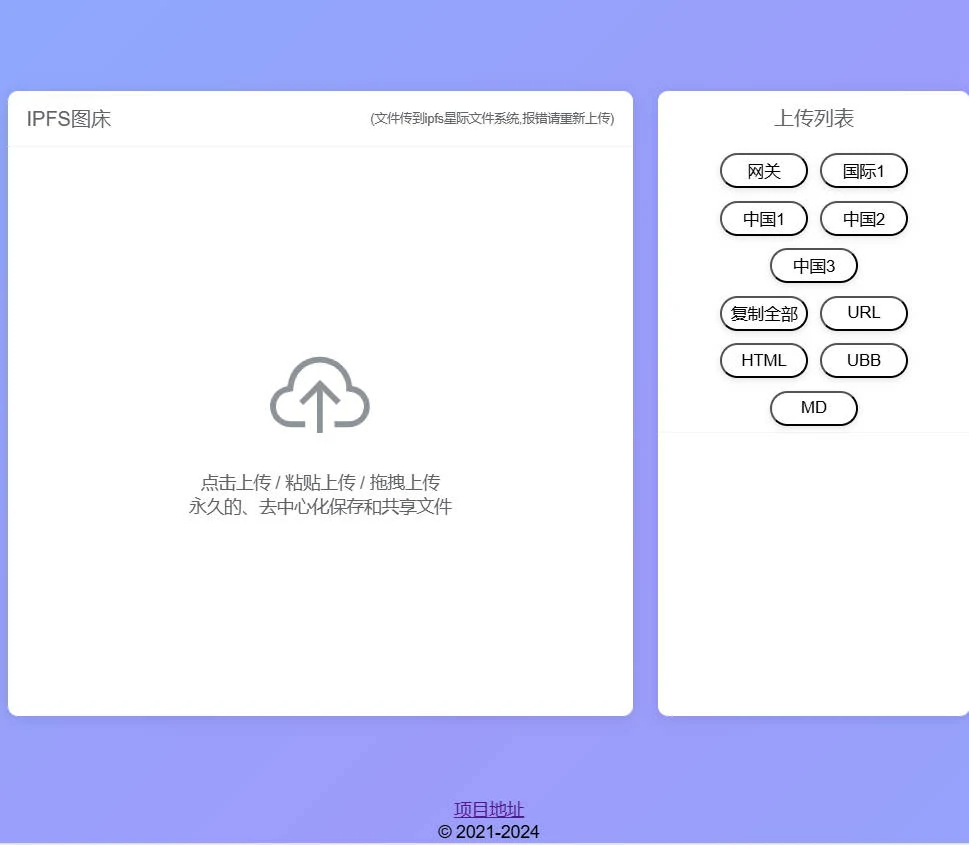 IPFS图床
(文件传到ipfs星际文件系统,报错请重新上传)
点击上传 / 粘贴上传 / 拖拽上传
永久的、去中心化保存和共享文件
上传列表
网关 国际1
中国1 中国2
中国3
复制全部 URL
HTML UBB
MD
项目地址
© 2021-2024